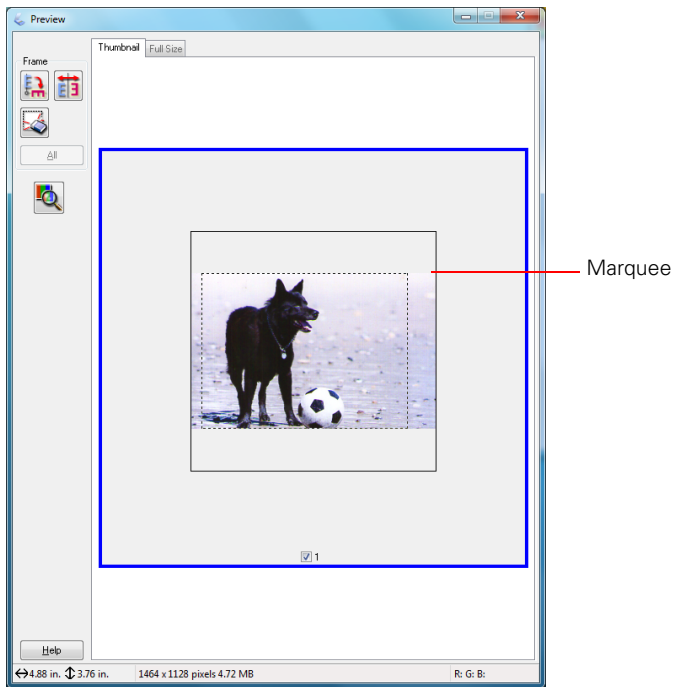 Preview
Thumbnail Full Size
Frame
All
Marquee
1
Help
4.88 in. 3.76 in. 1464 x 1128 pixels 4.72 MB R: G: B: